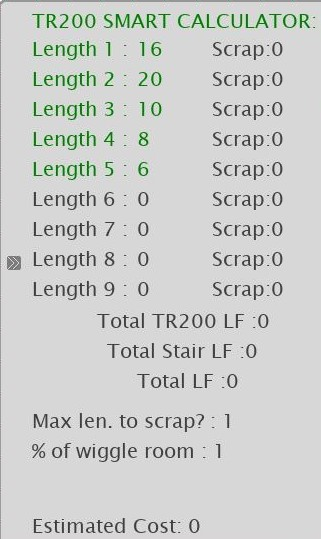 TR200 SMART CALCULATOR:
Length 1 : 16 Scrap:0
Length 2 : 20 Scrap:0
Length 3 : 10 Scrap:0
Length 4 : 8 Scrap:0
Length 5 : 6 Scrap:0
Length 6 : 0 Scrap:0
Length 7 : 0 Scrap:0
Length 8 : 0 Scrap:0
Length 9 : 0 Scrap:0
Total TR200 LF :0
Total Stair LF :0
Total LF :0
Max len. to scrap? : 1
% of wiggle room : 1
Estimated Cost: 0